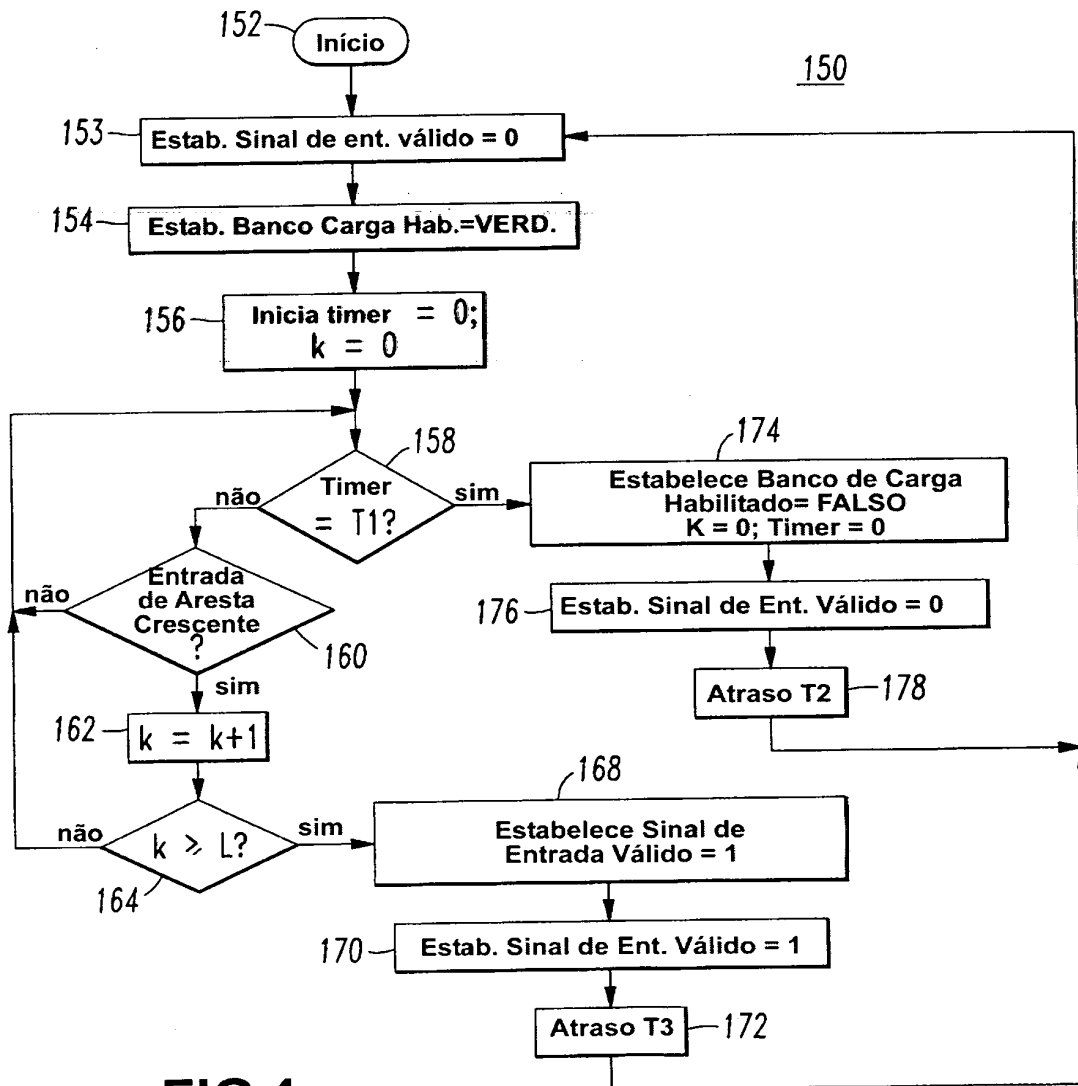 152
Início
150
153
Estab. Sinal de ent. válido = 0
154
Estab. Banco Carga Hab.=VERD.
156
Inicia timer = 0;
k = 0
158
Timer
= T1?
não
sim
174
Estabelece Banco de Carga
Habilitado= FALSO
K = 0; Timer = 0
não
Entrada
de Aresta
Crescente
?
160
sim
176
Estab. Sinal de Ent. Válido = 0
Atraso T2
178
162
k = k+1
não
k ≥ L?
sim
164
168
Estabelece Sinal de
Entrada Válido = 1
170
Estab. Sinal de Ent. Válido = 1
Atraso T3
172